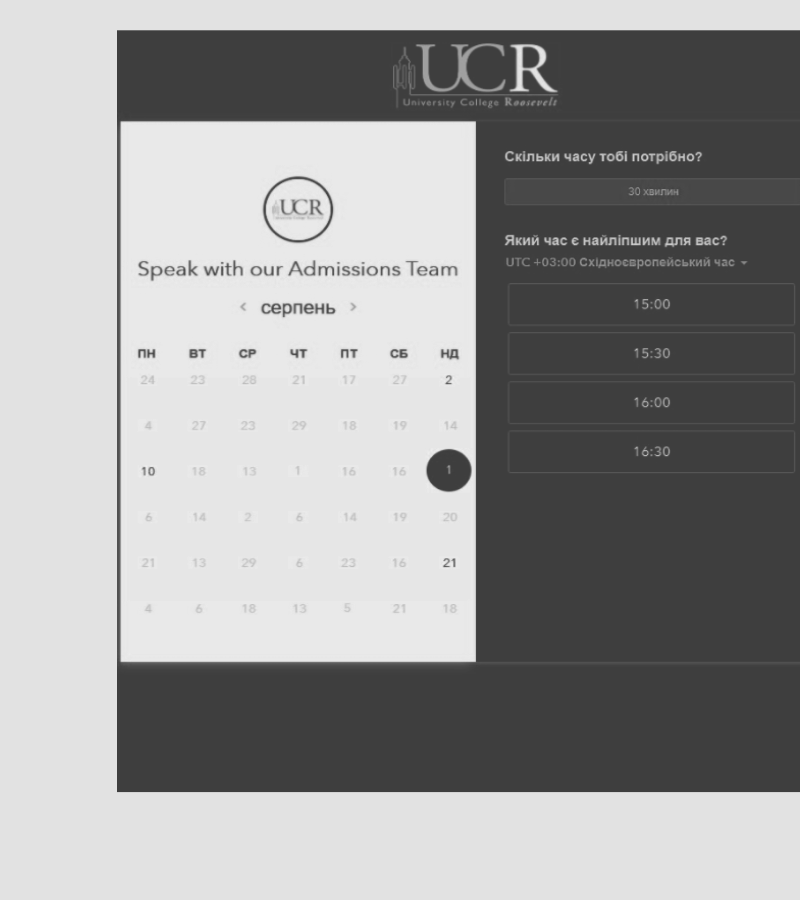 UCR
University College Roosevelt
UCR
Speak with our Admissions Team
< серпень >
ПН ВТ СР ЧТ ПТ СБ НД
24 23 28 21 17 27 2
4 27 23 29 18 19 14
10 18 13 1 16 16 1
6 14 2 6 14 19 20
21 13 29 6 23 16 21
4 6 18 13 5 21 18
Скільки часу тобі потрібно?
30 хвилин
Який час є найліпшим для вас?
UTC +03:00 Східноєвропейський час
15:00
15:30
16:00
16:30